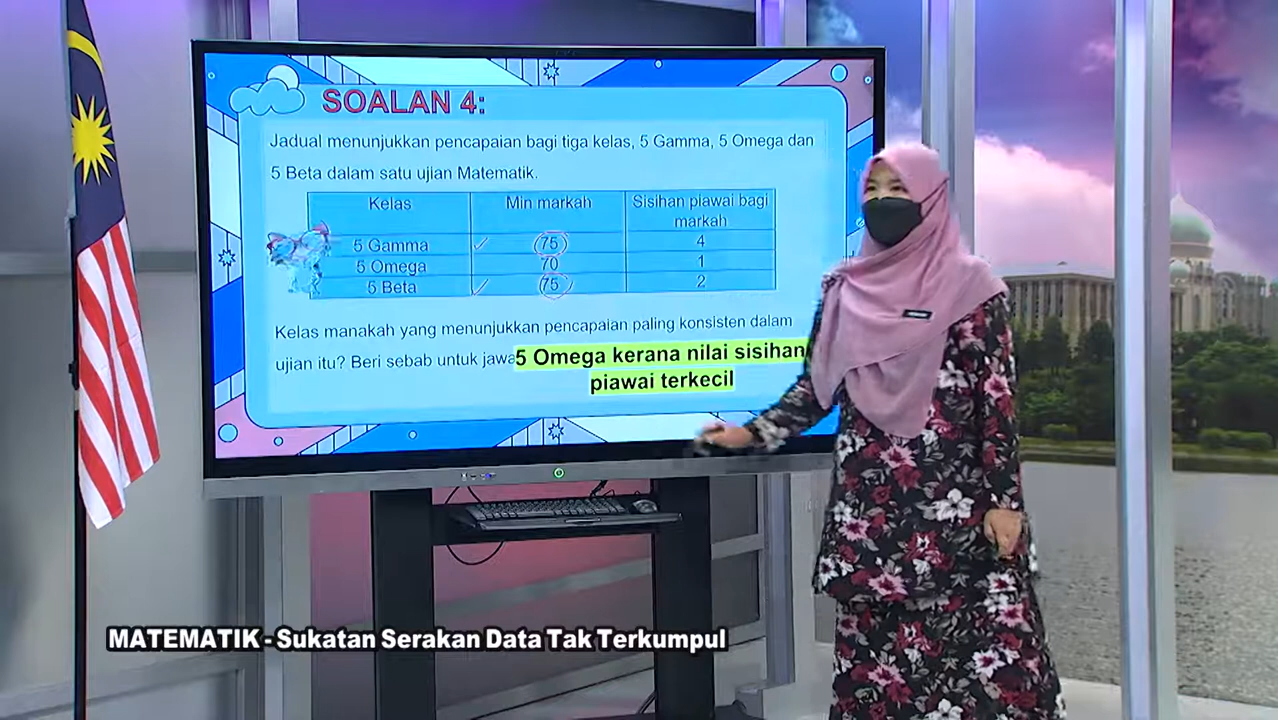 SOALAN 4:
Jadual menunjukkan pencapaian bagi tiga kelas, 5 Gamma, 5 Omega dan
5 Beta dalam satu ujian Matematik.
Kelas Min markah Sisihan piawai bagi markah
5 Gamma 75 4
5 Omega 70 1
5 Beta 75 2
Kelas manakah yang menunjukkan pencapaian paling konsisten dalam
ujian itu? Beri sebab untuk jawa
5 Omega kerana nilai sisihan
piawai terkecil
MATEMATIK - Sukatan Serakan Data Tak Terkumpul